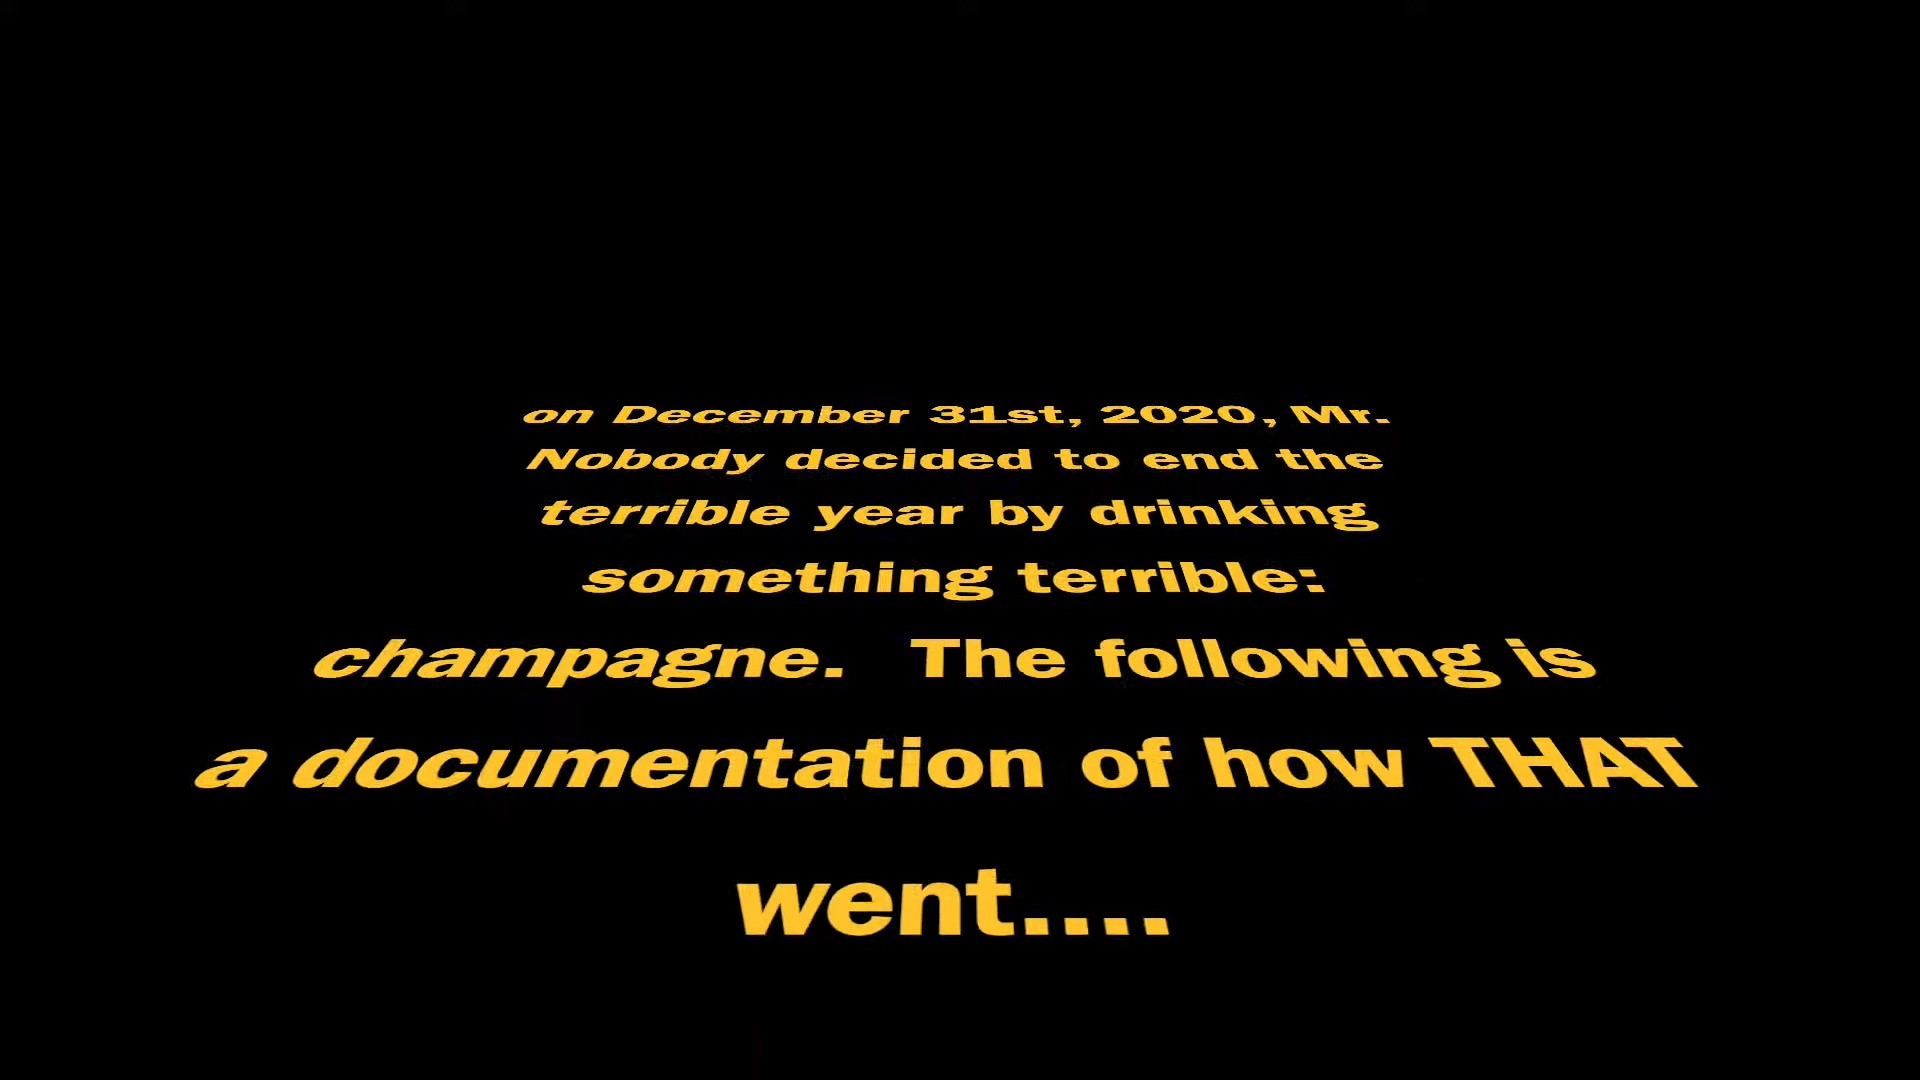 on December 31st, 2020, Mr.
Nobody decided to end the
terrible year by drinking
something terrible:
champagne.  The following is
a documentation of how THAT
went....